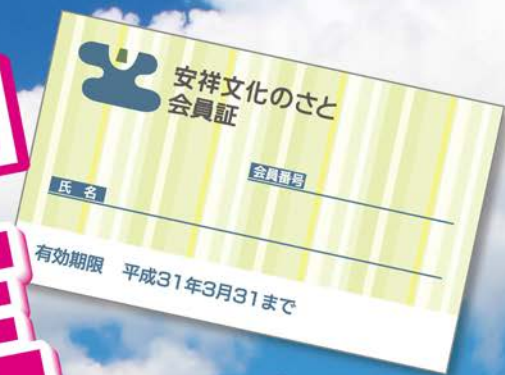 安祥文化のさと
会員証
会員番号
氏 名
有効期限　平成31年3月31まで